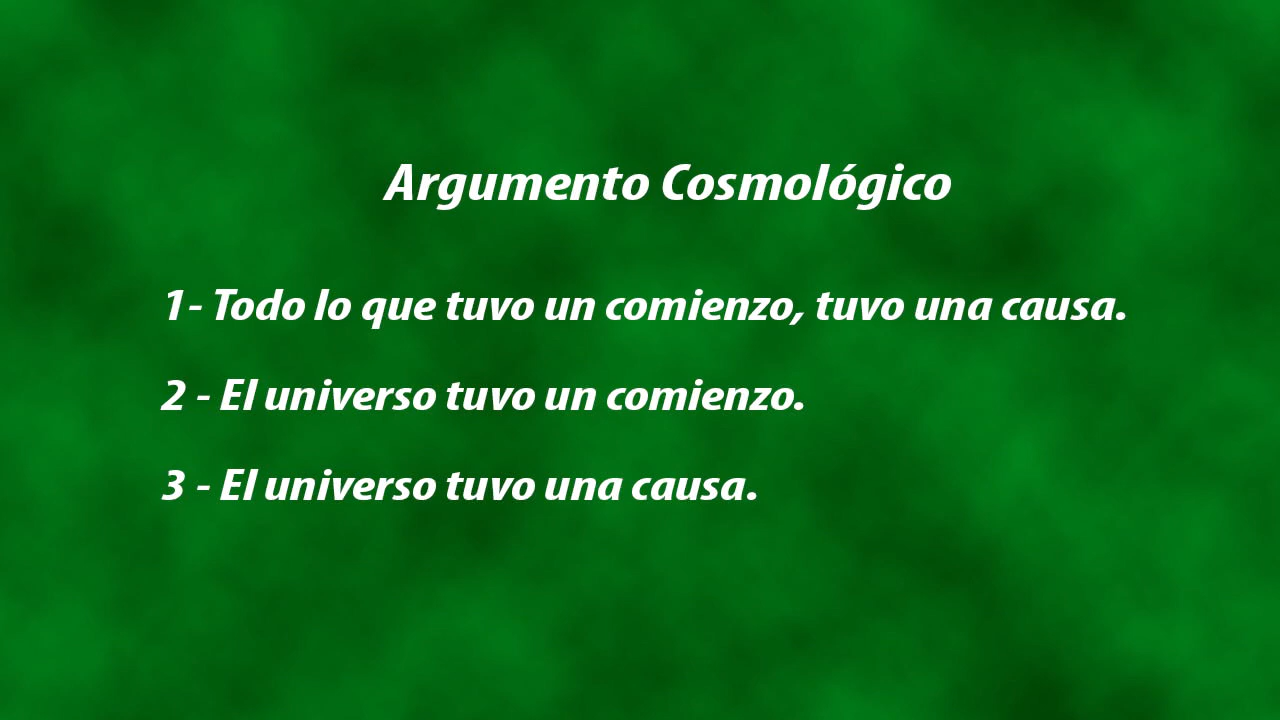 Argumento Cosmológico
1- Todo lo que tuvo un comienzo, tuvo una causa.
2 - El universo tuvo un comienzo.
3 - El universo tuvo una causa.